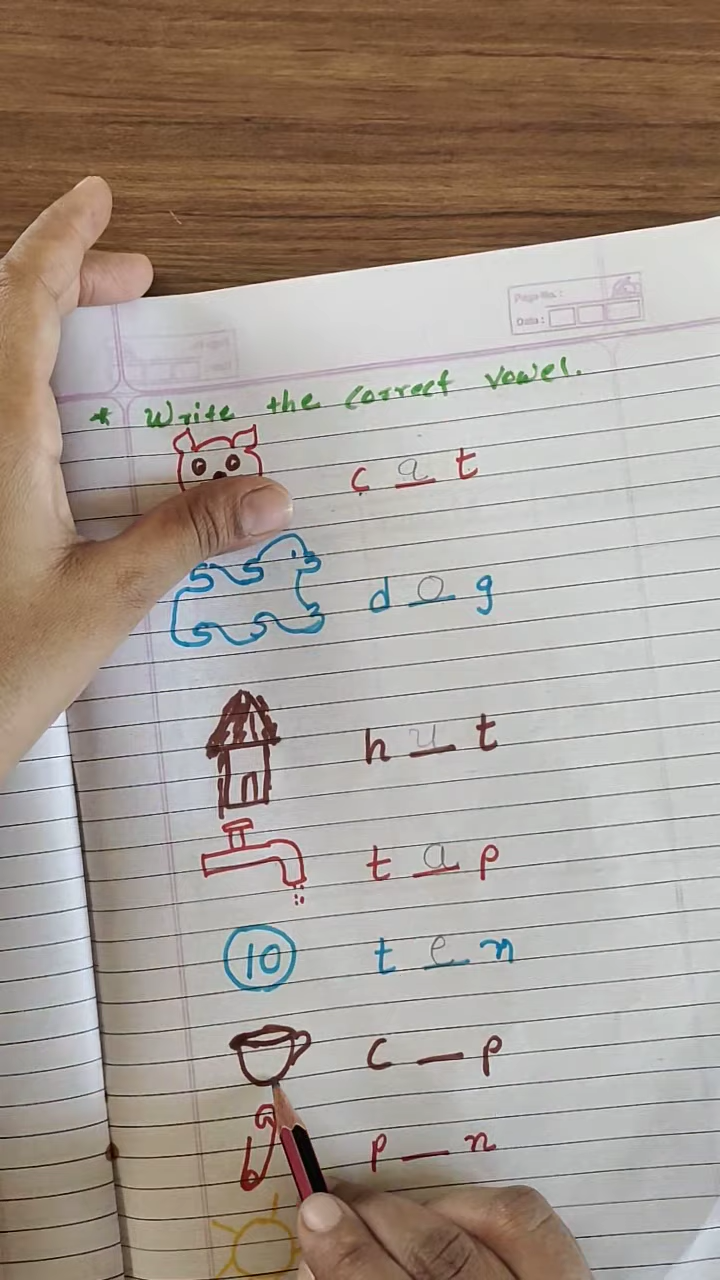 Page No.:
Date:
* Write the correct vowel.
c a t
d o g
h u t
t a p
10 t e n
c _ p
p _ n